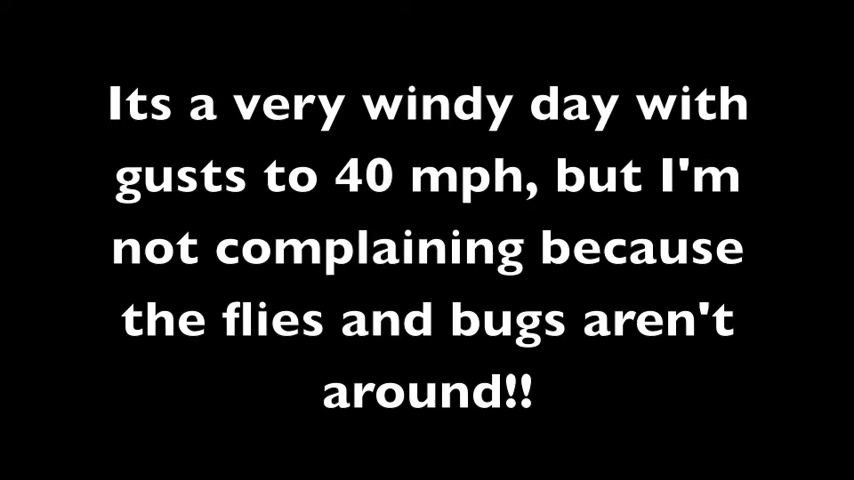 Its a very windy day with
gusts to 40 mph, but I'm
not complaining because
the flies and bugs aren't
around!!